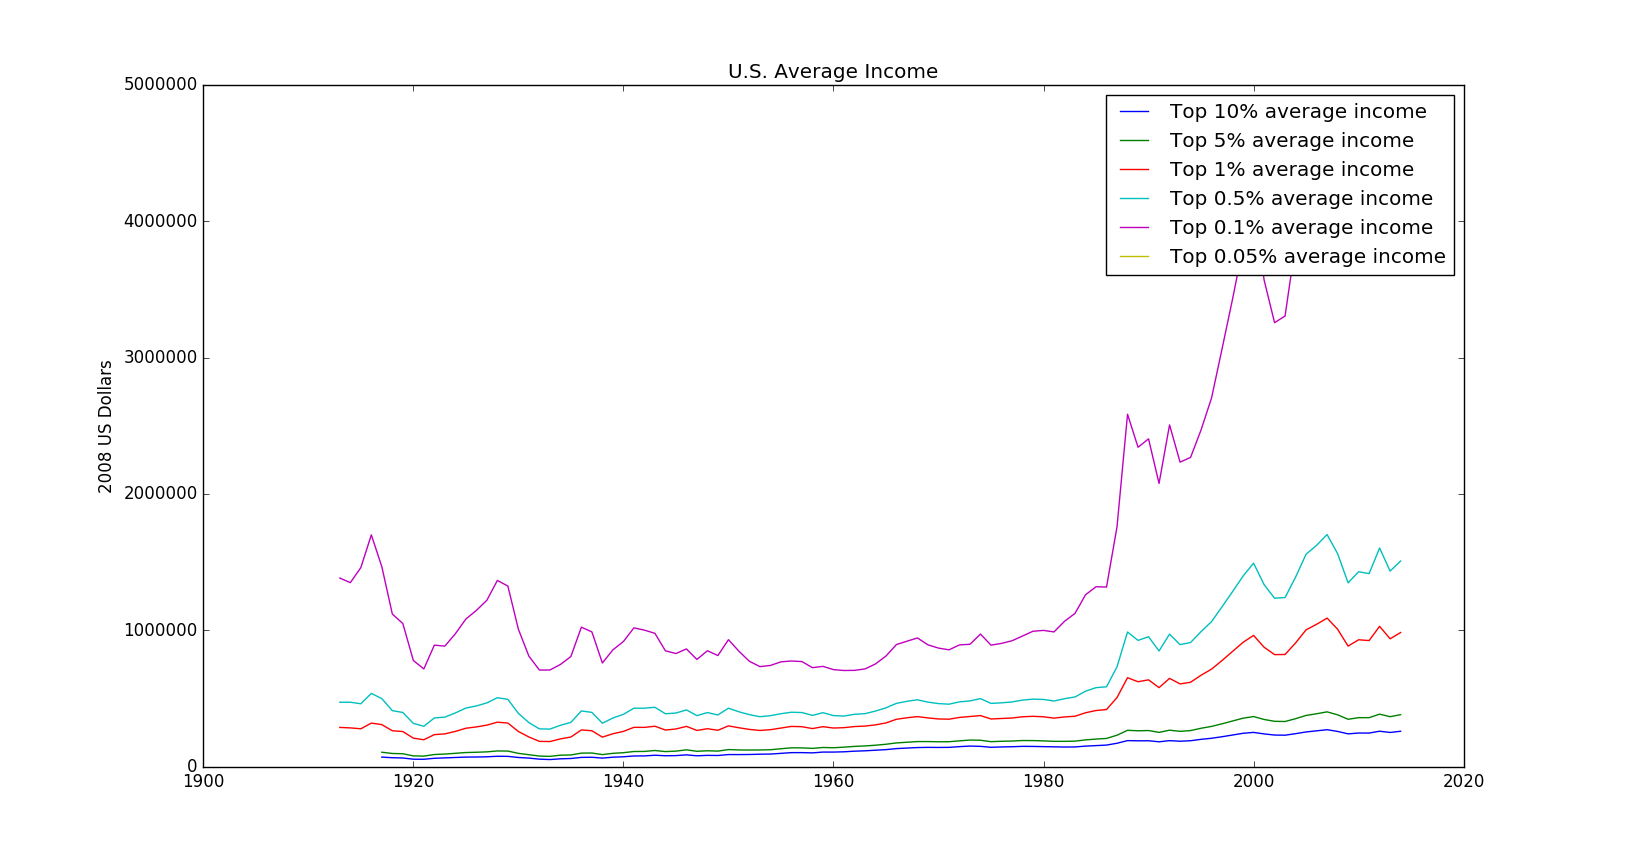 U.S. Average Income
5000000
4000000
3000000
2000000
1000000
0
2008 US Dollars
Top 10% average income
Top 5% average income
Top 1% average income
Top 0.5% average income
Top 0.1% average income
Top 0.05% average income
1900 1920 1940 1960 1980 2000 2020